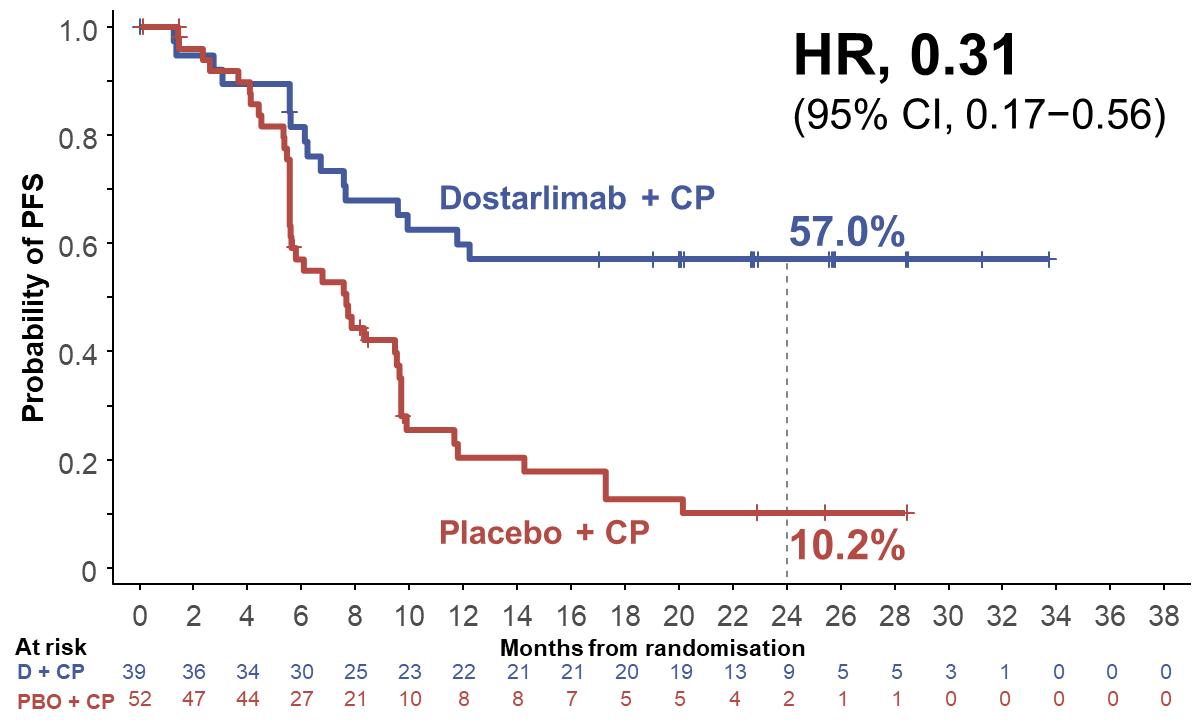 1.0
0.8
0.6
0.4
0.2
0
Probability of PFS
HR, 0.31
(95% CI, 0.17−0.56)
Dostarlimab + CP
57.0%
Placebo + CP
10.2%
0 2 4 6 8 10 12 14 16 18 20 22 24 26 28 30 32 34 36 38
At risk Months from randomisation
D + CP 39 36 34 30 25 23 22 21 21 20 19 13 9 5 5 3 1 0 0 0
PBO + CP 52 47 44 27 21 10 8 8 7 5 5 4 2 1 1 0 0 0 0 0